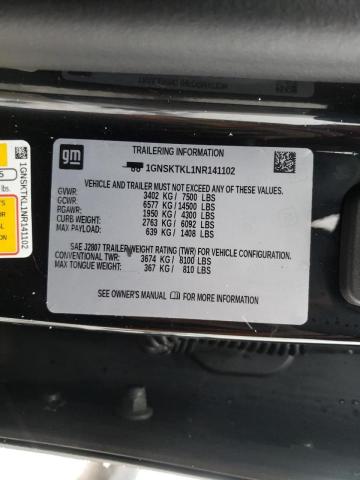 gm
TRAILERING INFORMATION
1GNSKTKL1NR141102
VEHICLE AND TRAILER MUST NOT EXCEED ANY OF THESE VALUES.
GVWR: 3402 KG / 7500 LBS
GCWR: 6577 KG / 14500 LBS
RGAWR: 1950 KG / 4300 LBS
CURB WEIGHT: 2763 KG / 6092 LBS
MAX PAYLOAD: 639 KG / 1408 LBS
SAE J2807 TRAILER WEIGHT RATING (TWR) FOR VEHICLE CONFIGURATION.
CONVENTIONAL TWR: 3674 KG / 8100 LBS
MAX TONGUE WEIGHT: 367 KG / 810 LBS
SEE OWNER'S MANUAL FOR MORE INFORMATION
1GNSKTKL1NR141102
5
lbs.